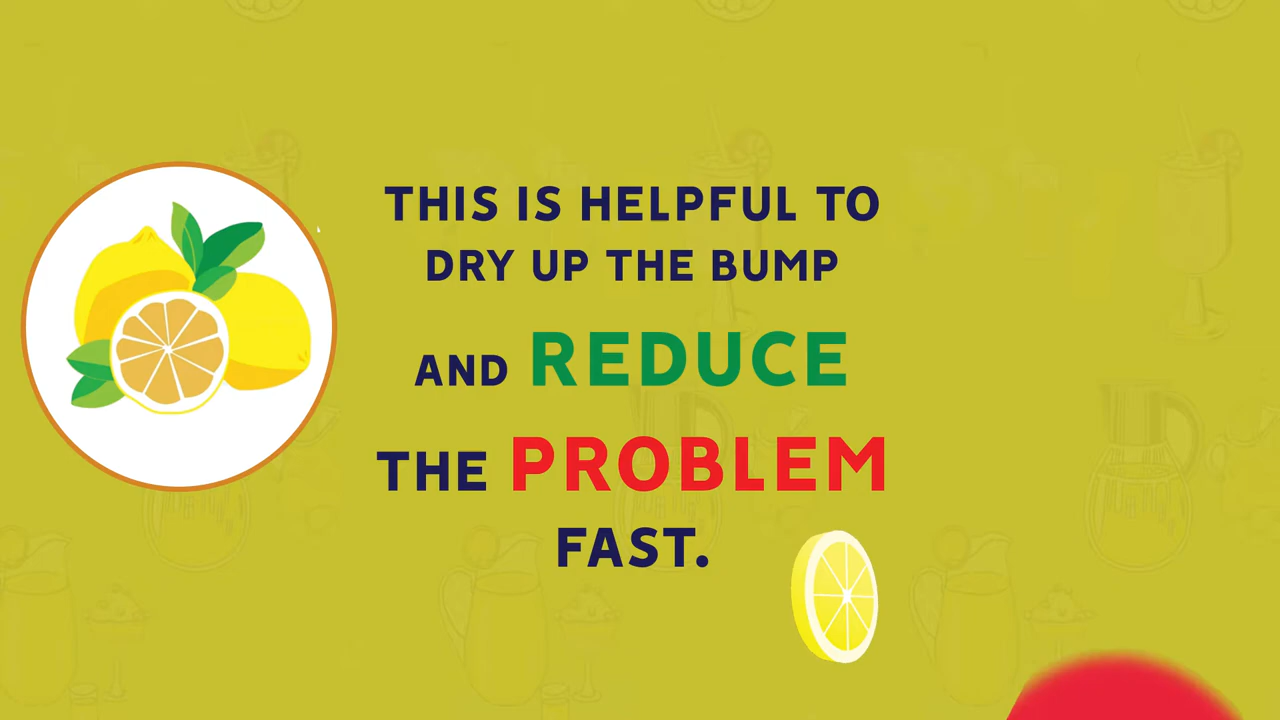 THIS IS HELPFUL TO
DRY UP THE BUMP
AND REDUCE
THE PROBLEM
FAST.